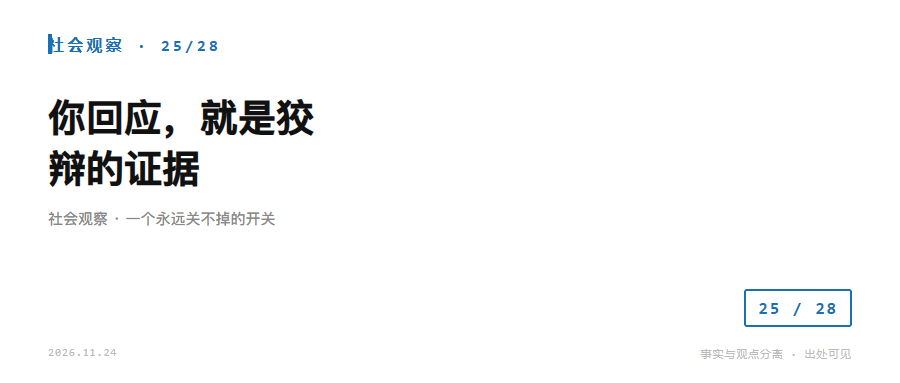 社会观察 · 25/28
你回应，就是狡
辩的证据
社会观察 · 一个永远关不掉的开关
25 / 28
2026.11.24
事实与观点分离 · 出处可见